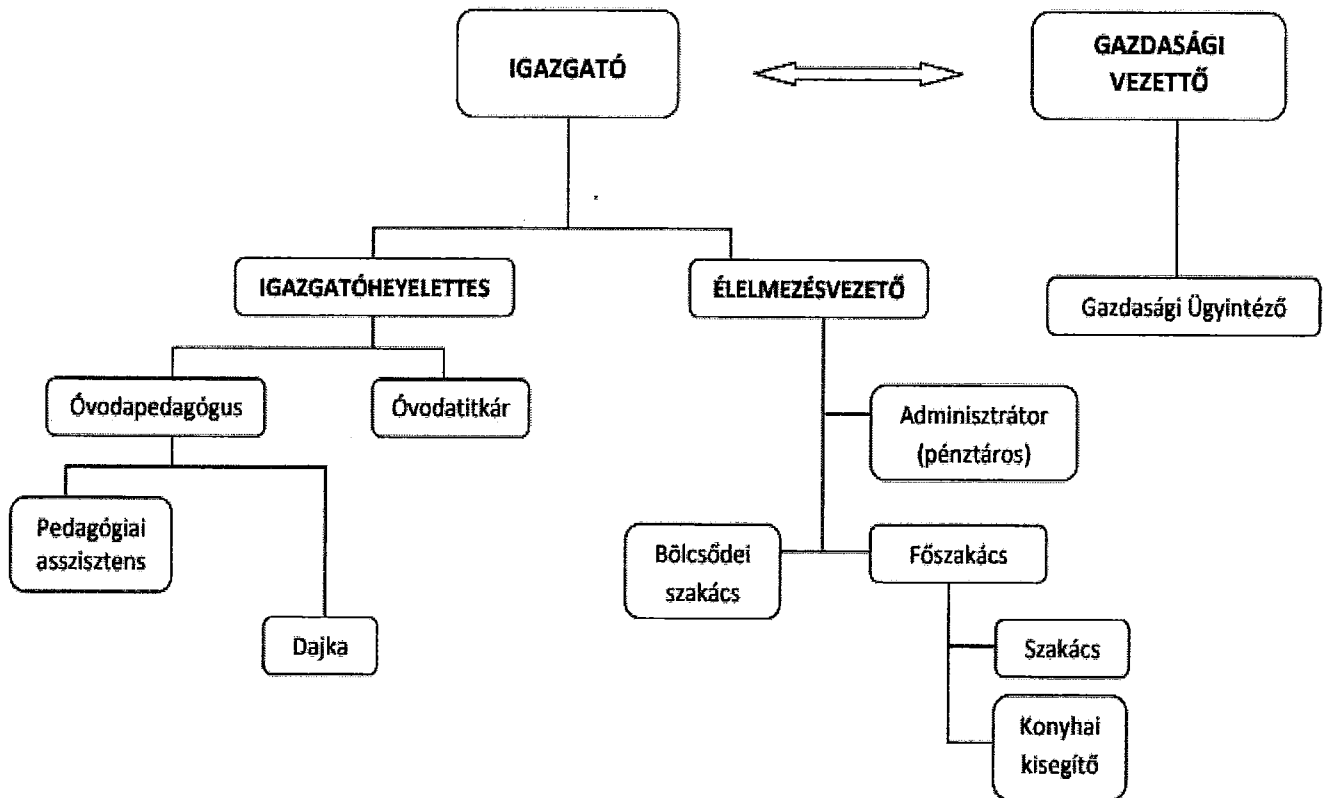 IGAZGATÓ
GAZDASÁGI
VEZETTŐ
IGAZGATÓHEYELETTES
ÉLELMEZÉSVEZETŐ
Gazdasági Ügyintéző
Óvodapedagógus
Óvodatitkár
Adminisztrátor
(pénztáros)
Pedagógiai
asszisztens
Bölcsődei
szakács
Főszakács
Dajka
Szakács
Konyhai
kisegítő